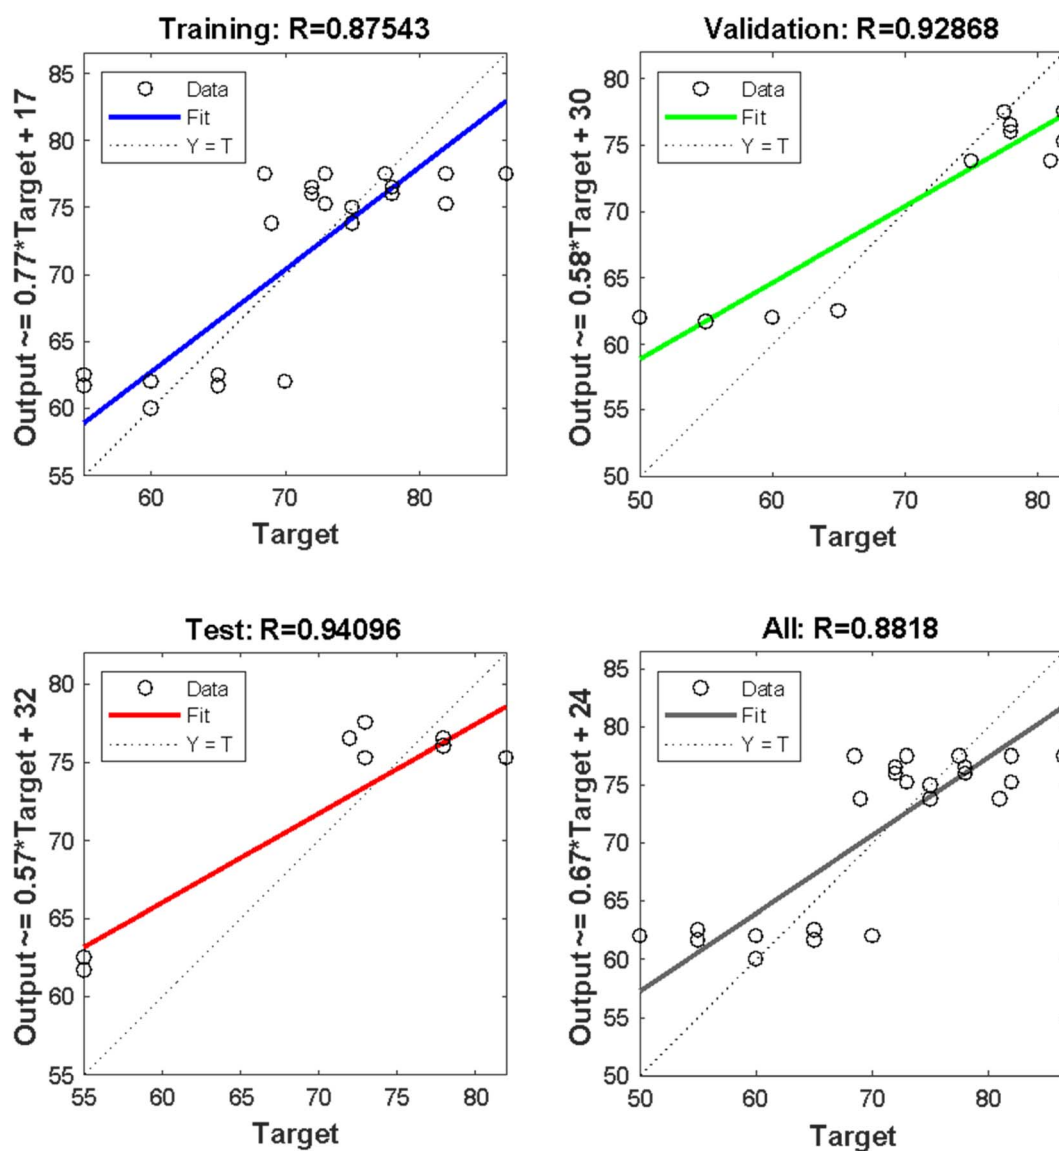 Training: R=0.87543
Output ~= 0.77*Target + 17
85
80
75
70
65
60
55
Data
Fit
Y = T
60
70
80
Target
Validation: R=0.92868
Output ~= 0.58*Target + 30
80
75
70
65
60
55
50
Data
Fit
Y = T
50
60
70
80
Target
Test: R=0.94096
Output ~= 0.57*Target + 32
80
75
70
65
60
55
Data
Fit
Y = T
55
60
65
70
75
80
Target
All: R=0.8818
Output ~= 0.67*Target + 24
85
80
75
70
65
60
55
50
Data
Fit
Y = T
50
60
70
80
Target